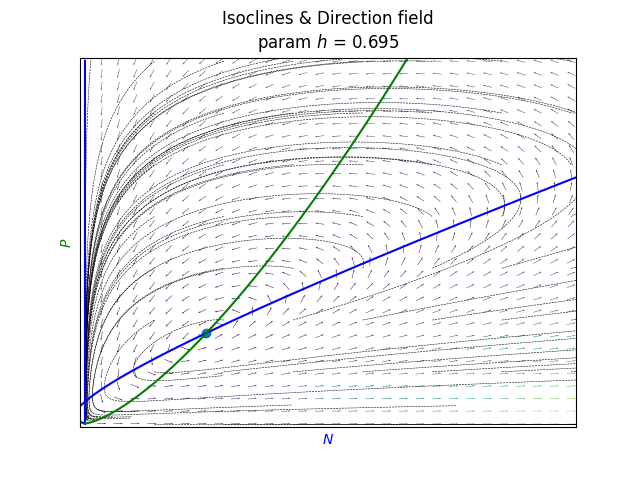 Isoclines & Direction field
param h = 0.695
P
N